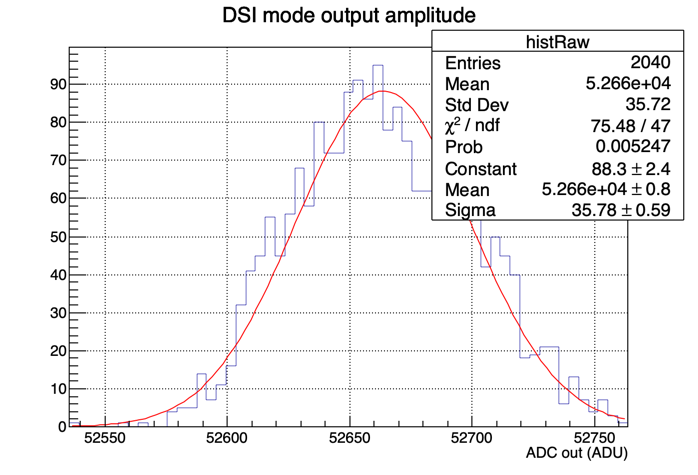 DSI mode output amplitude
histRaw
Entries 2040
Mean 5.266e+04
Std Dev 35.72
χ² / ndf 75.48 / 47
Prob 0.005247
Constant 88.3 ± 2.4
Mean 5.266e+04 ± 0.8
Sigma 35.78 ± 0.59
90
80
70
60
50
40
30
20
10
0
52550 52600 52650 52700 52750
ADC out (ADU)